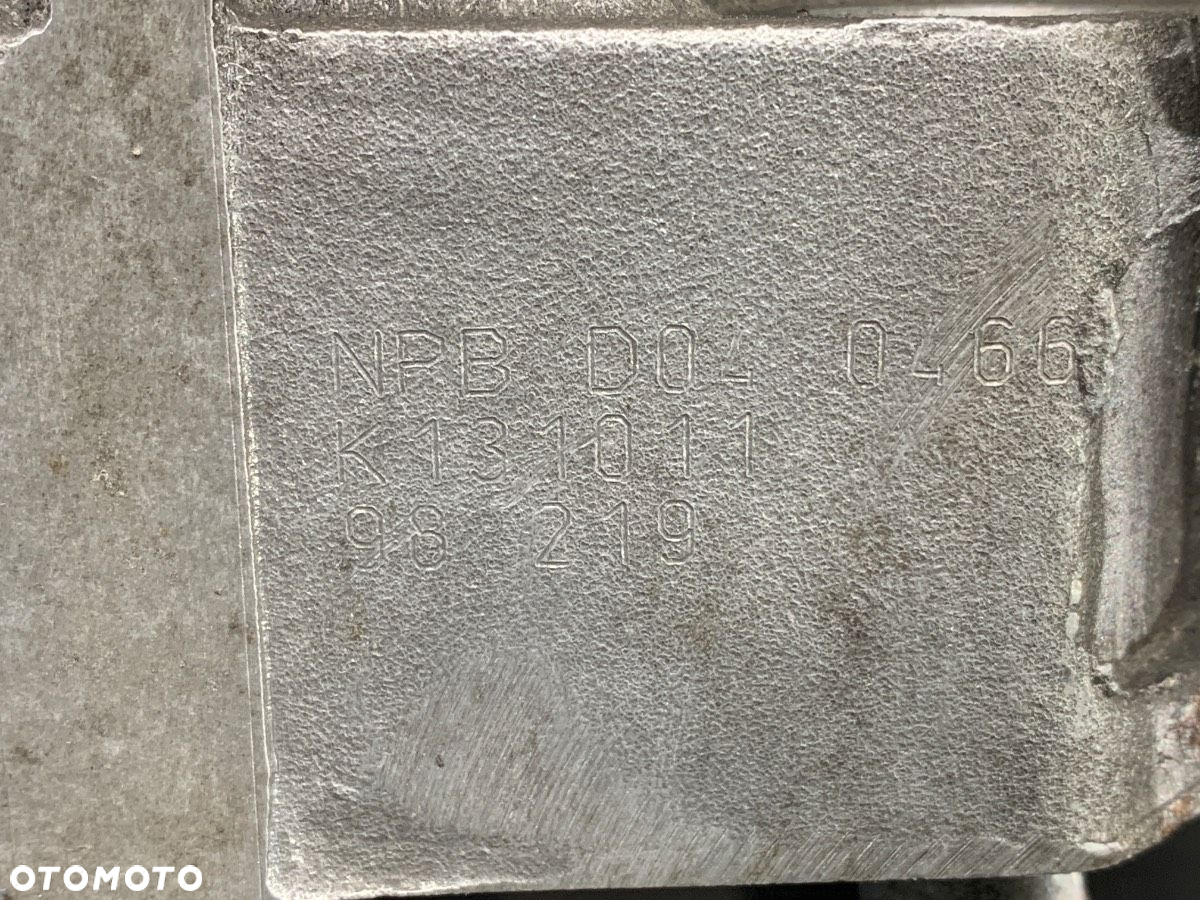 NPB D04 0466
K131011
98 219
OTOMOTO